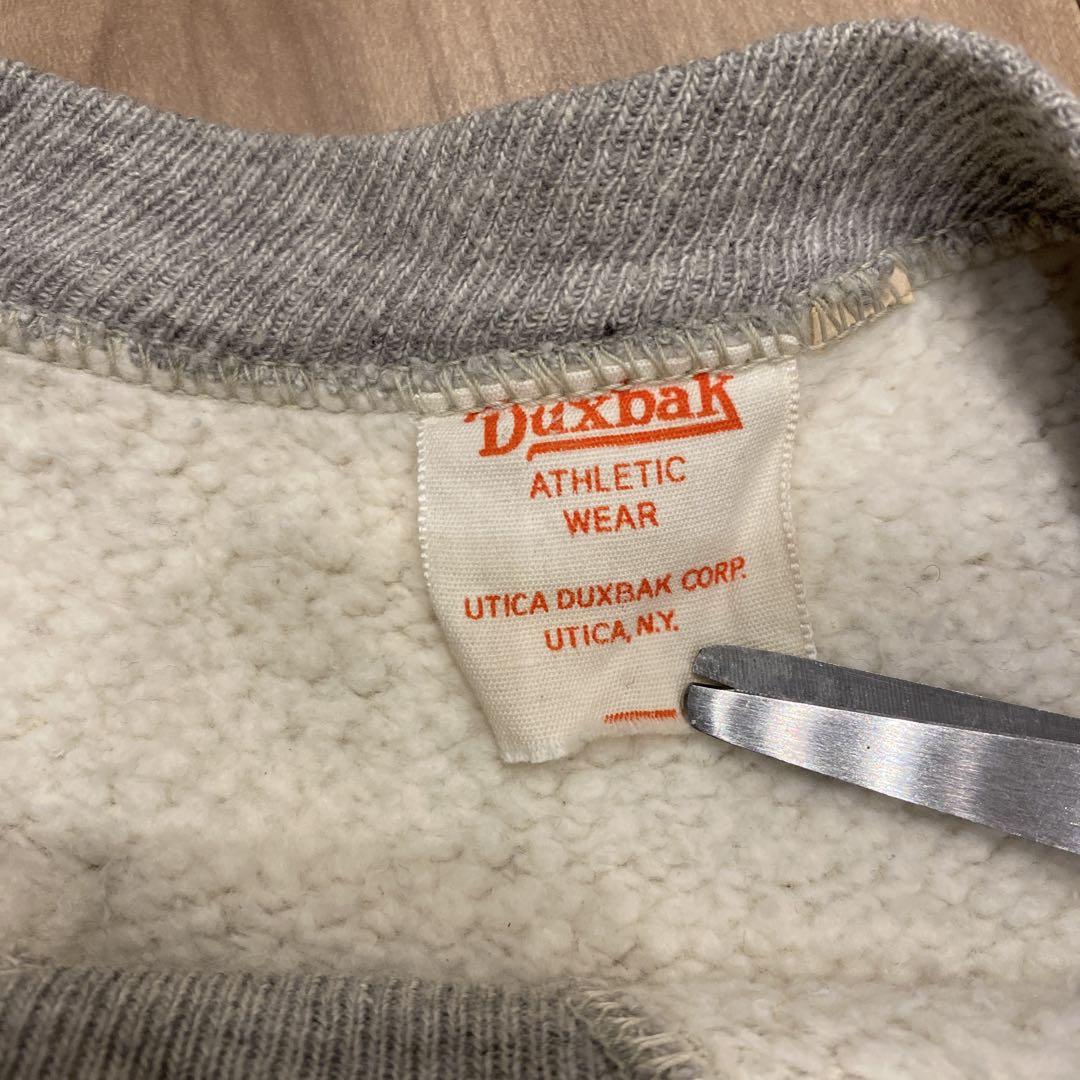 Duxbak
ATHLETIC
WEAR
UTICA DUXBAK CORP.
UTICA, N.Y.